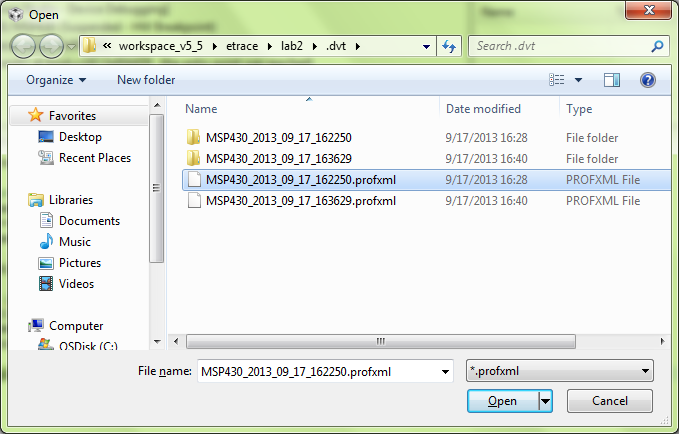 Open
« workspace_v5_5 etrace lab2 .dvt
Search .dvt
Organize New folder
Name Date modified Type
Favorites
Desktop
Recent Places
Libraries
Documents
Music
Pictures
Videos
Computer
OSDisk (C:)
MSP430_2013_09_17_162250 9/17/2013 16:28 File folder
MSP430_2013_09_17_163629 9/17/2013 16:40 File folder
MSP430_2013_09_17_162250.profxml 9/17/2013 16:28 PROFXML File
MSP430_2013_09_17_163629.profxml 9/17/2013 16:40 PROFXML File
File name: MSP430_2013_09_17_162250.profxml *.profxml
Open Cancel